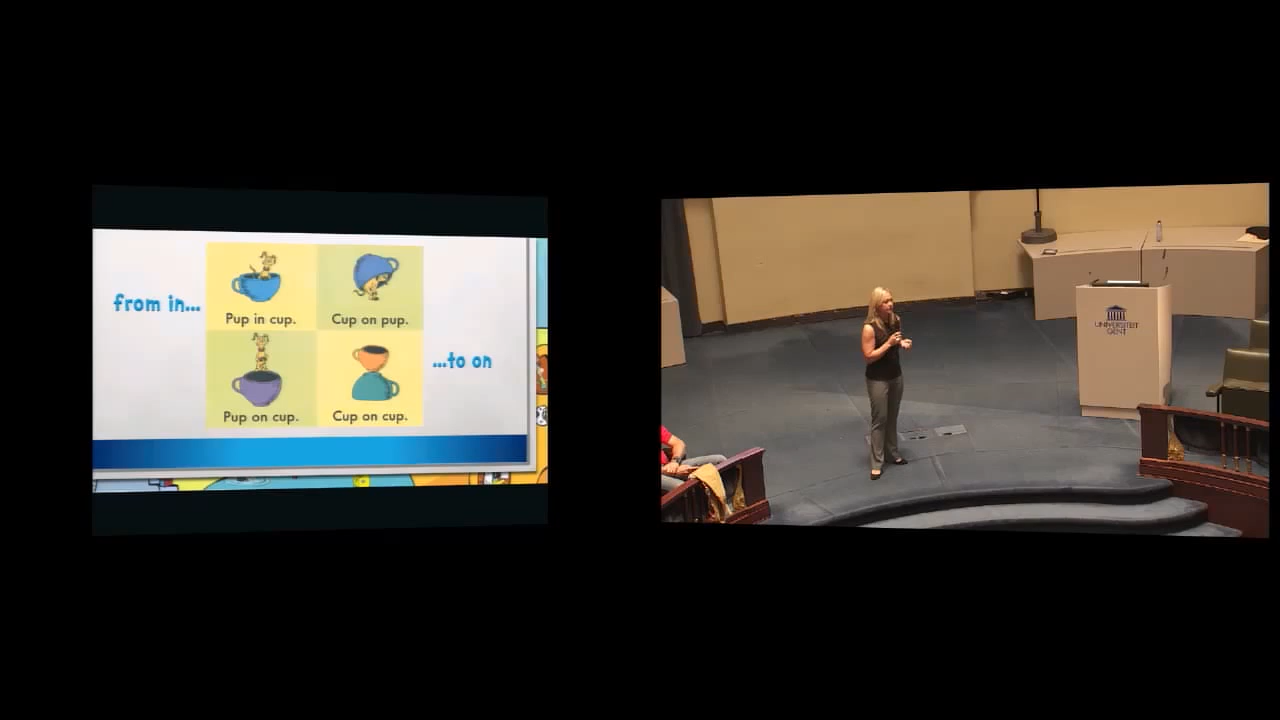 from in...
Pup in cup.
Cup on pup.
Pup on cup.
Cup on cup.
...to on
UNIVERSITEIT
GENT